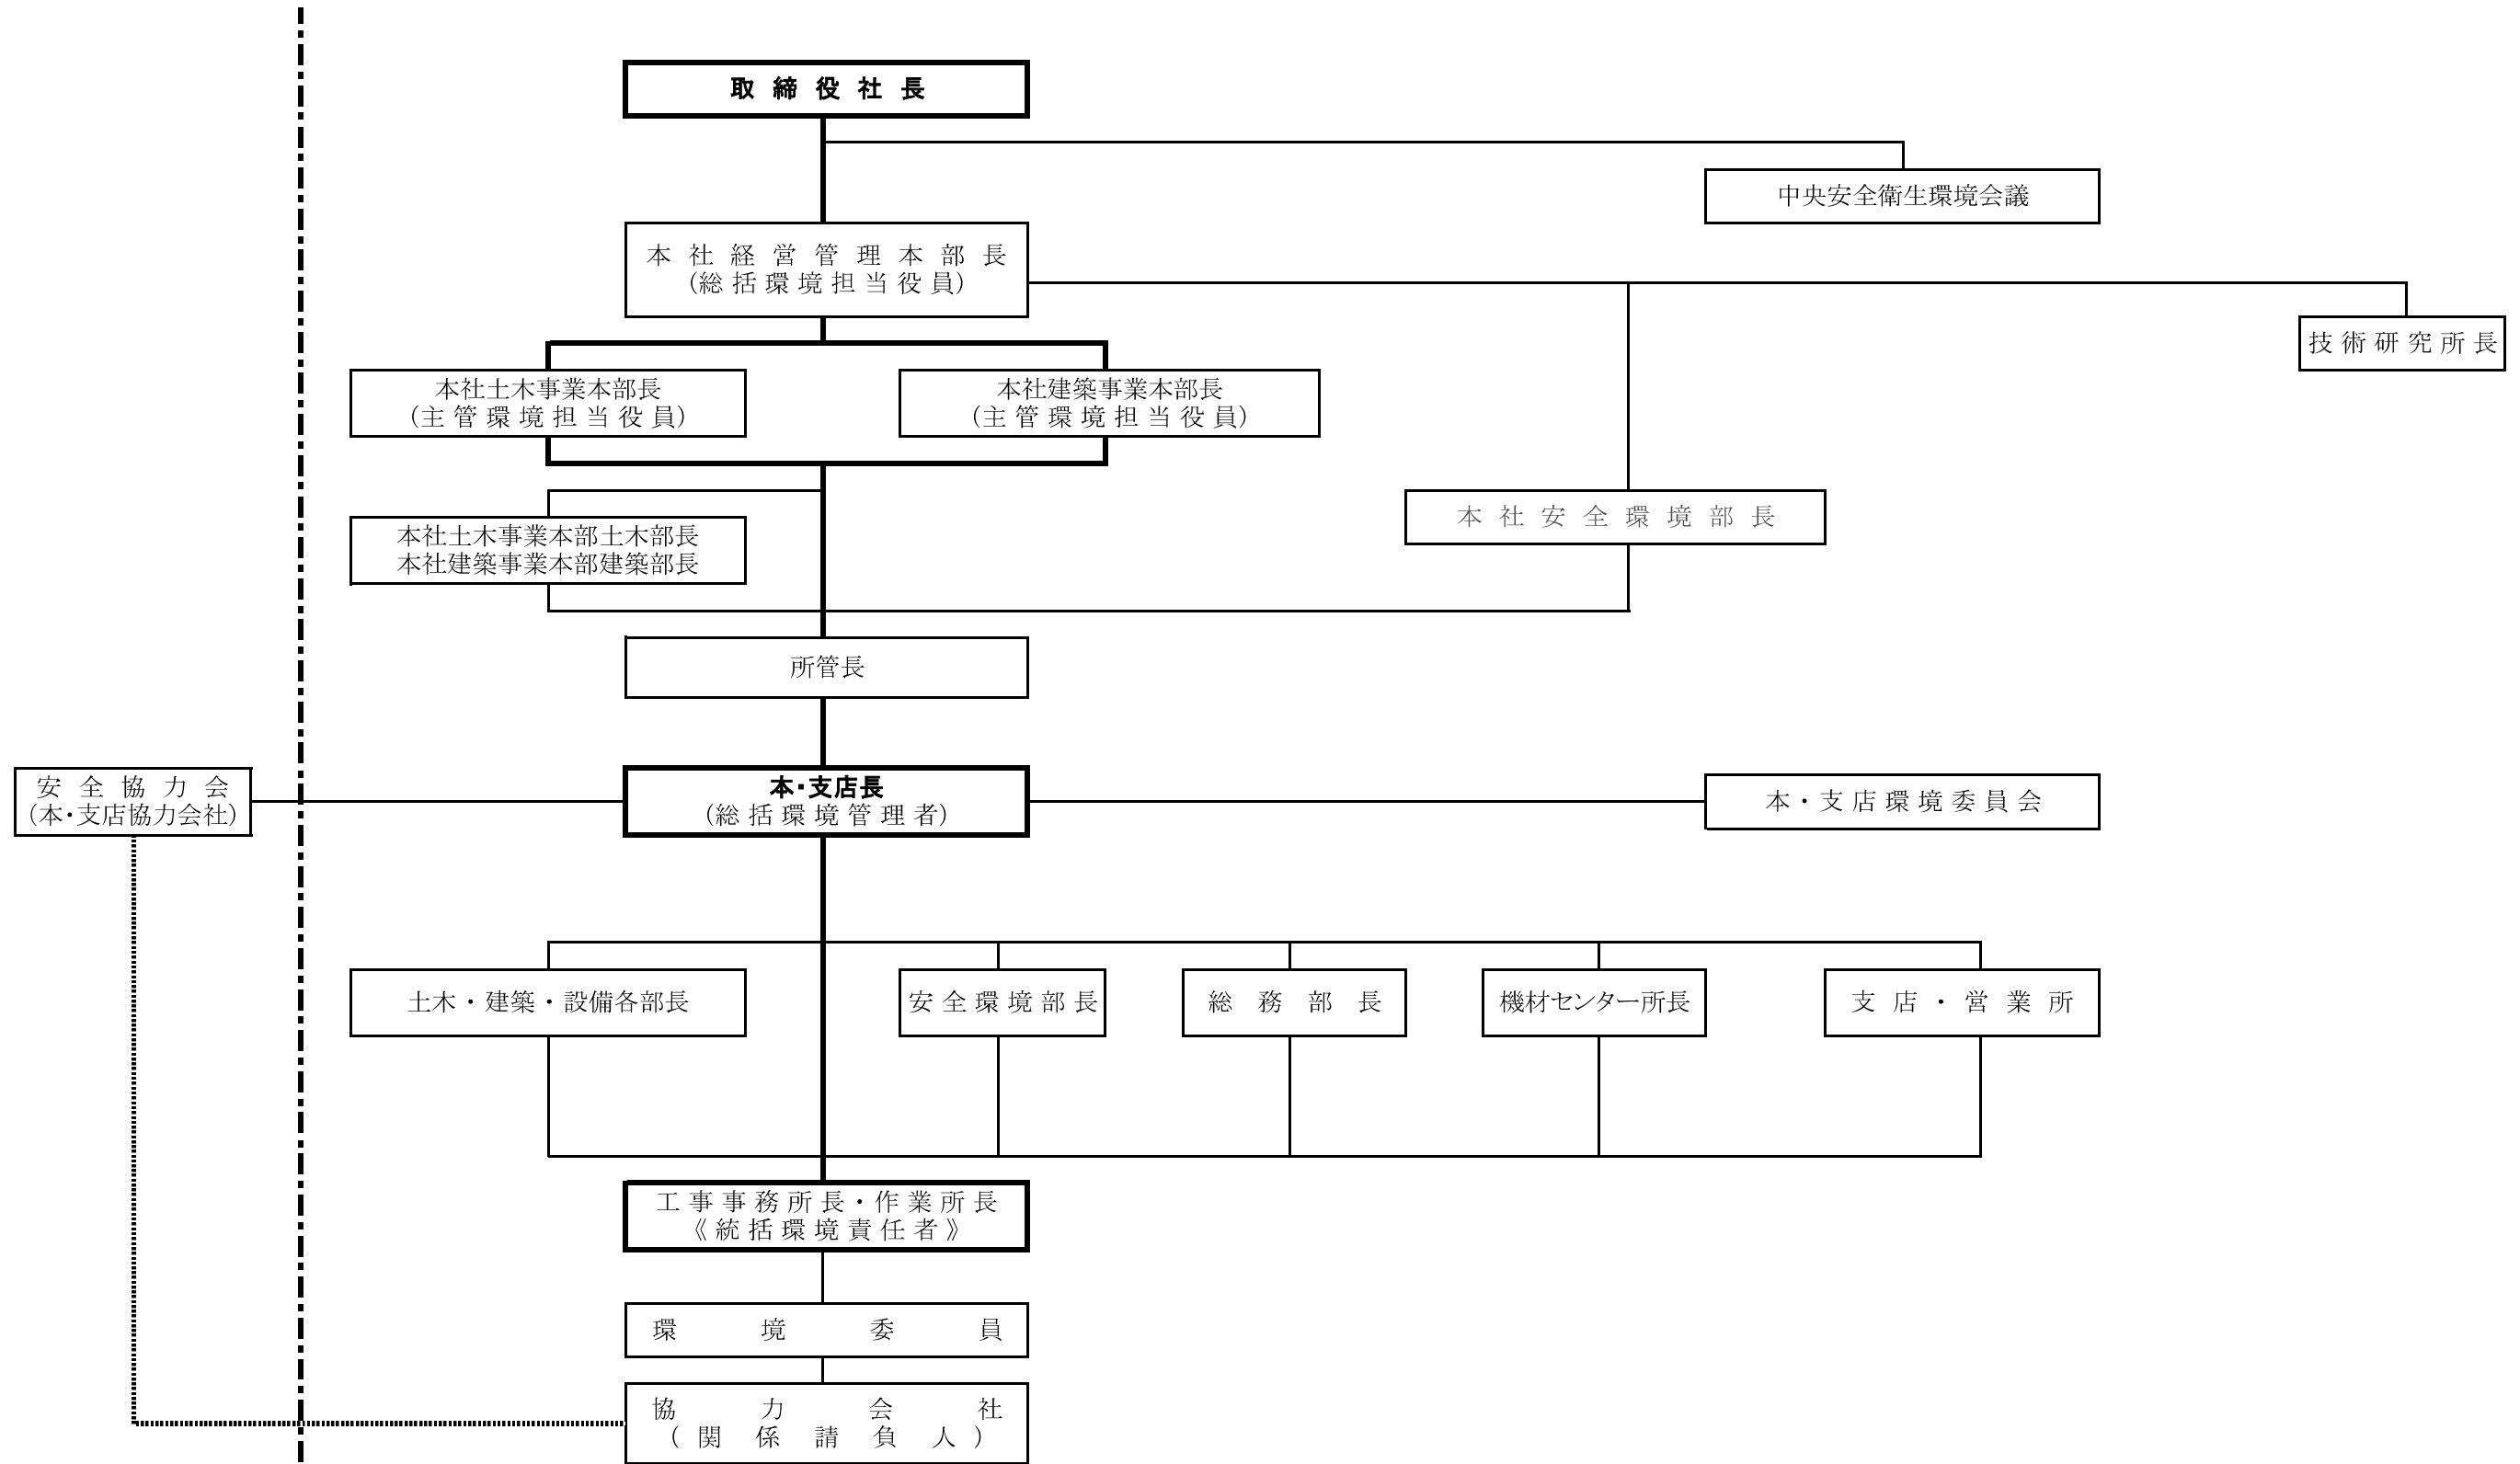 取締役社長
中央安全衛生環境会議
本社経営管理本部長
(総括環境担当役員)
技術研究所長
本社土木事業本部長
(主管環境担当役員)
本社建築事業本部長
(主管環境担当役員)
本社安全環境部長
本社土木事業本部土木部長
本社建築事業本部建築部長
所管長
安全協力会
(本・支店協力会社)
本・支店長
(総括環境管理者)
本・支店環境委員会
土木・建築・設備各部長
安全環境部長
総務部長
機材センター所長
支店・営業所
工事事務所長・作業所長
《統括環境責任者》
環境委員
協力会社
(関係請負人)